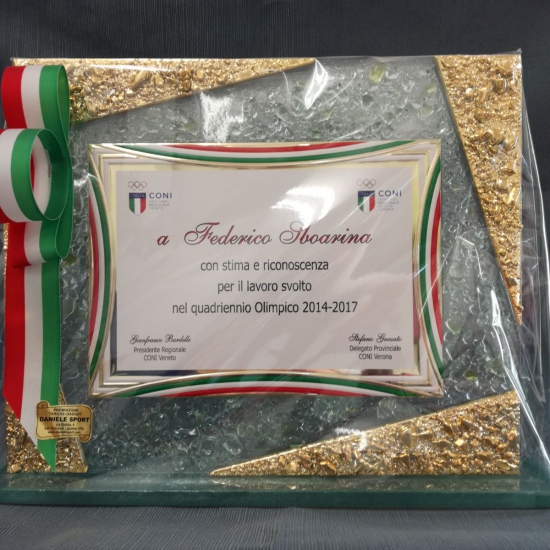 CONI
CONI
a Federico Sboarina
con stima e riconoscenza
per il lavoro svolto
nel quadriennio Olimpico 2014-2017
Gianfranco Bardelle
Presidente Regionale
CONI Veneto
Stefano Gnesato
Delegato Provinciale
CONI Verona
DANIELE SPORT